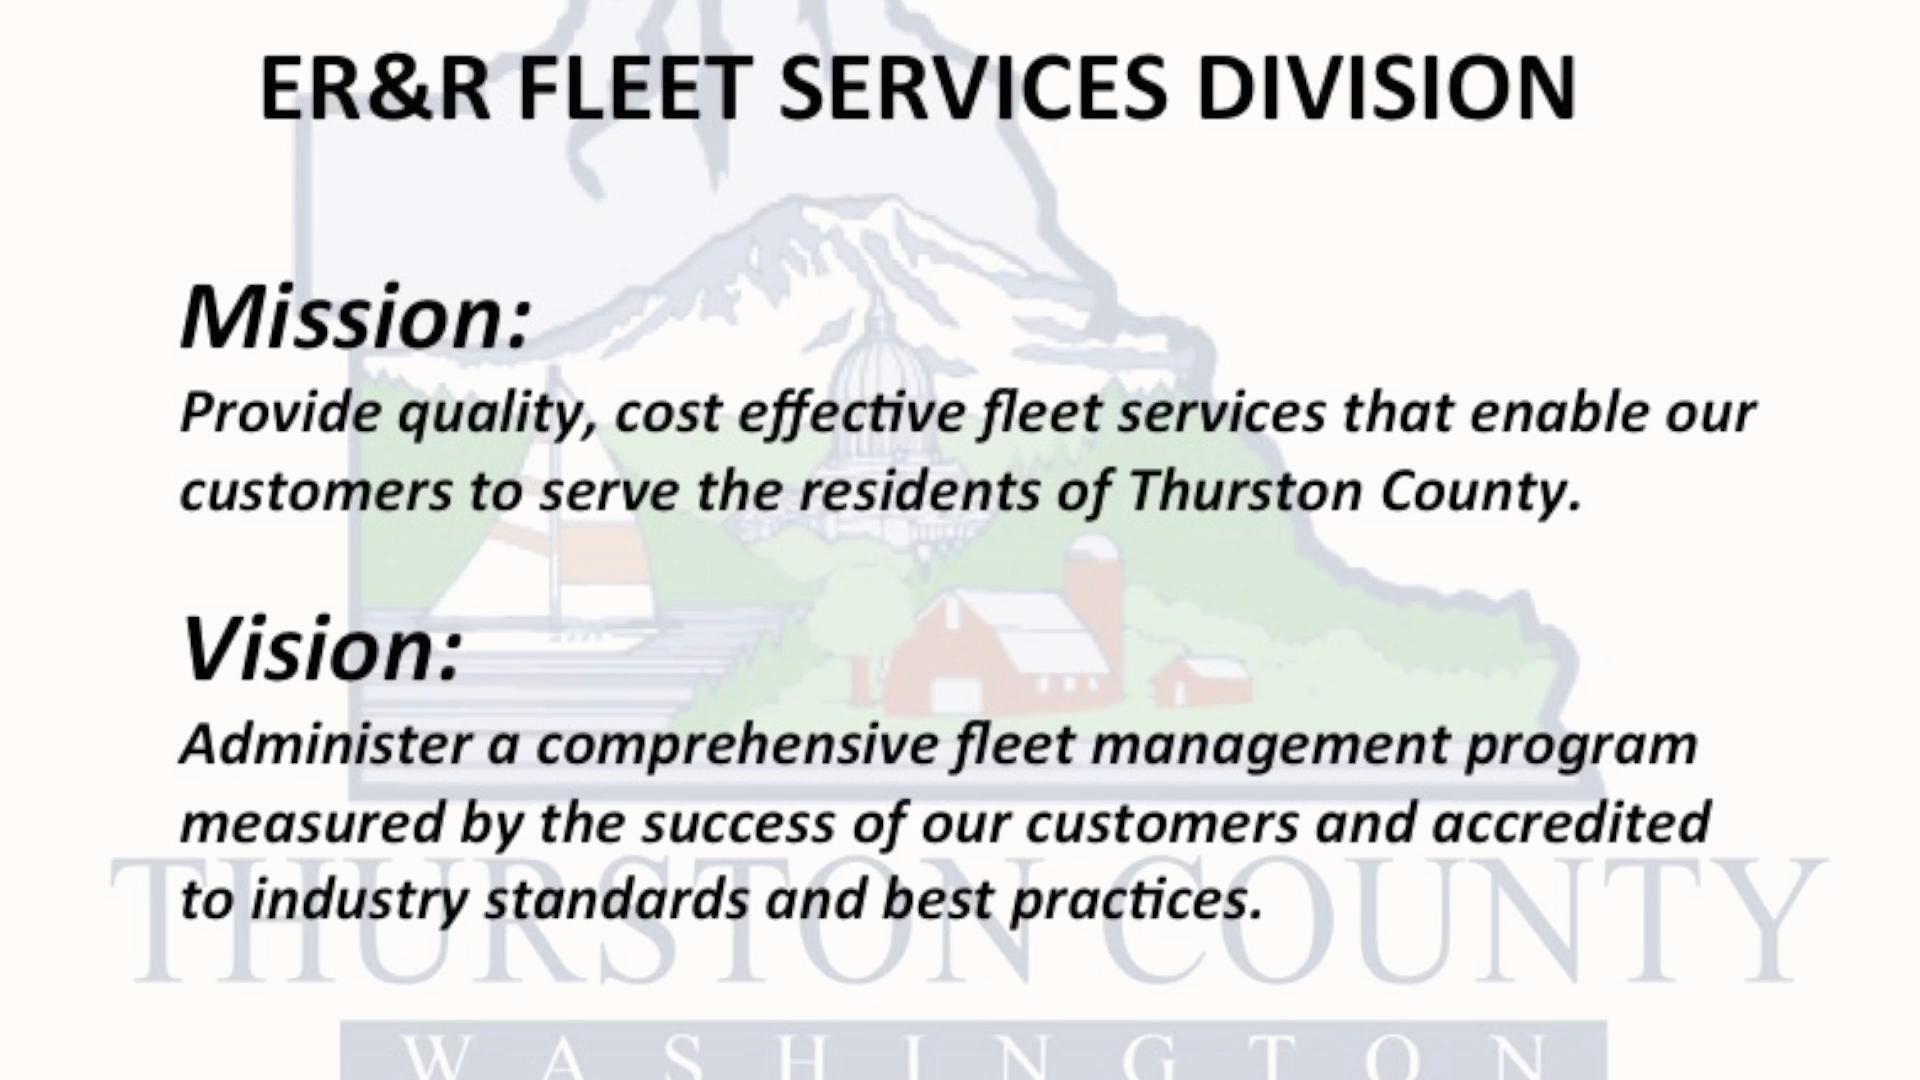 ER&R FLEET SERVICES DIVISION
Mission:
Provide quality, cost effective fleet services that enable our
customers to serve the residents of Thurston County.
Vision:
Administer a comprehensive fleet management program
measured by the success of our customers and accredited
to industry standards and best practices.
THURSTON COUNTY
WASHINGTON